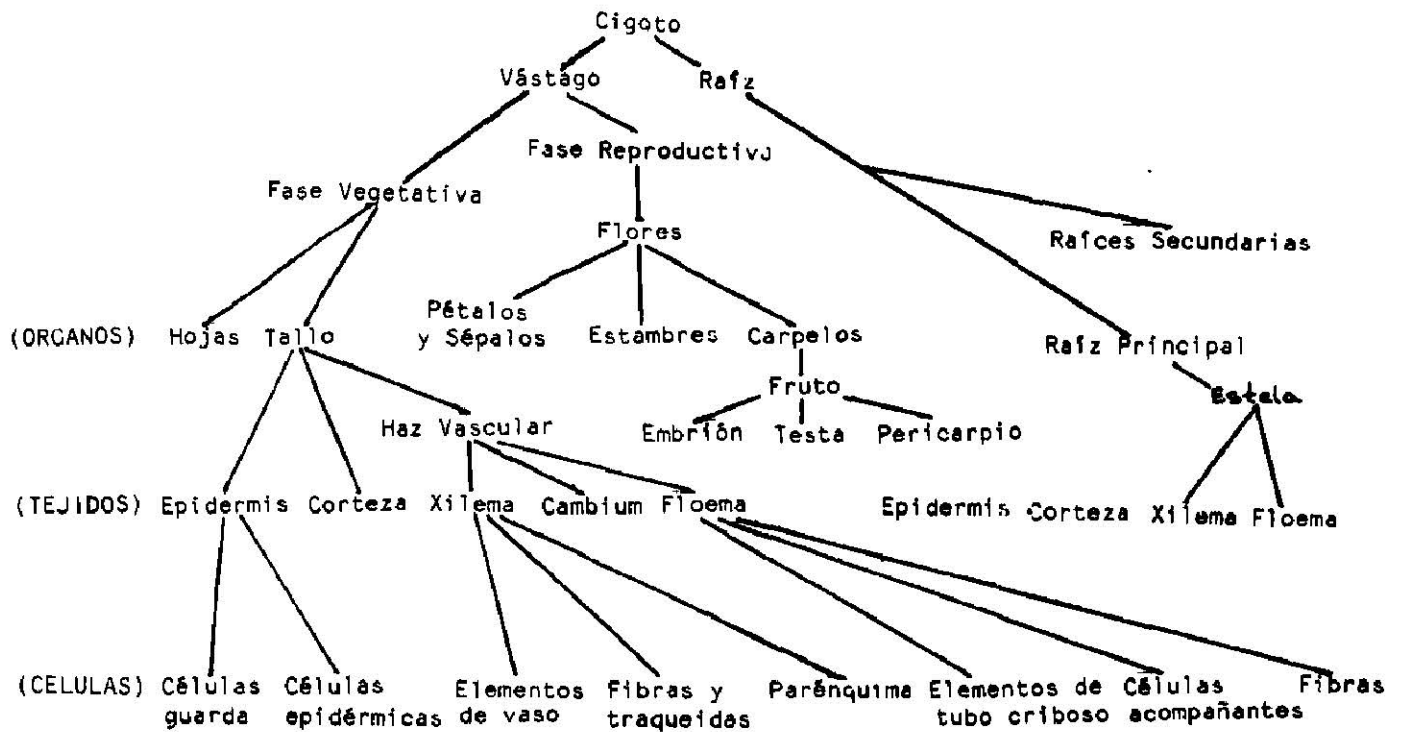 Cigoto
Vástago Raíz
Fase Reproductiva
Fase Vegetativa
Flores
Raíces Secundarias
Pétalos
y Sépalos
(ORGANOS) Hojas Tallo Estambres Carpelos
Raíz Principal
Fruto
Estela
Haz Vascular
Embrión Testa Pericarpio
(TEJIDOS) Epidermis Corteza Xilema Cambium Floema Epidermis Corteza Xilema Floema
(CELULAS) Células Células Elementos Fibras y Parénquima Elementos de Células Fibras
guarda epidérmicas de vaso traqueidas tubo criboso acompañantes